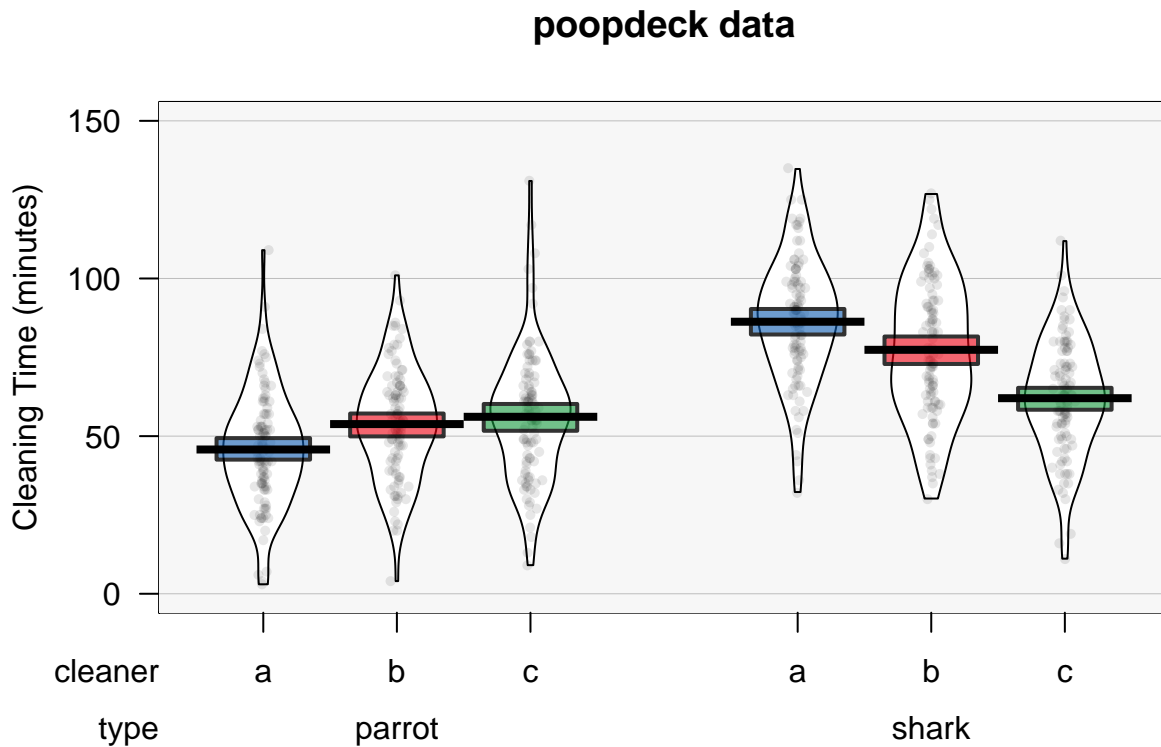 poopdeck data
150
100
50
0
Cleaning Time (minutes)
cleaner a b c a b c
type parrot shark